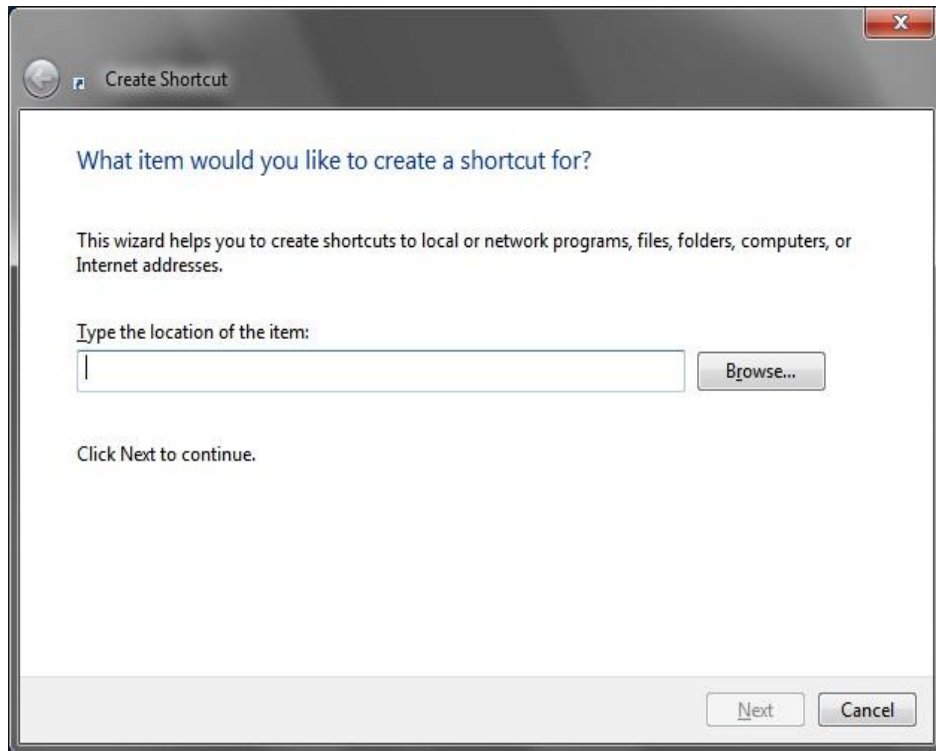 Create Shortcut
What item would you like to create a shortcut for?
This wizard helps you to create shortcuts to local or network programs, files, folders, computers, or
Internet addresses.
Type the location of the item:
Browse...
Click Next to continue.
Next
Cancel